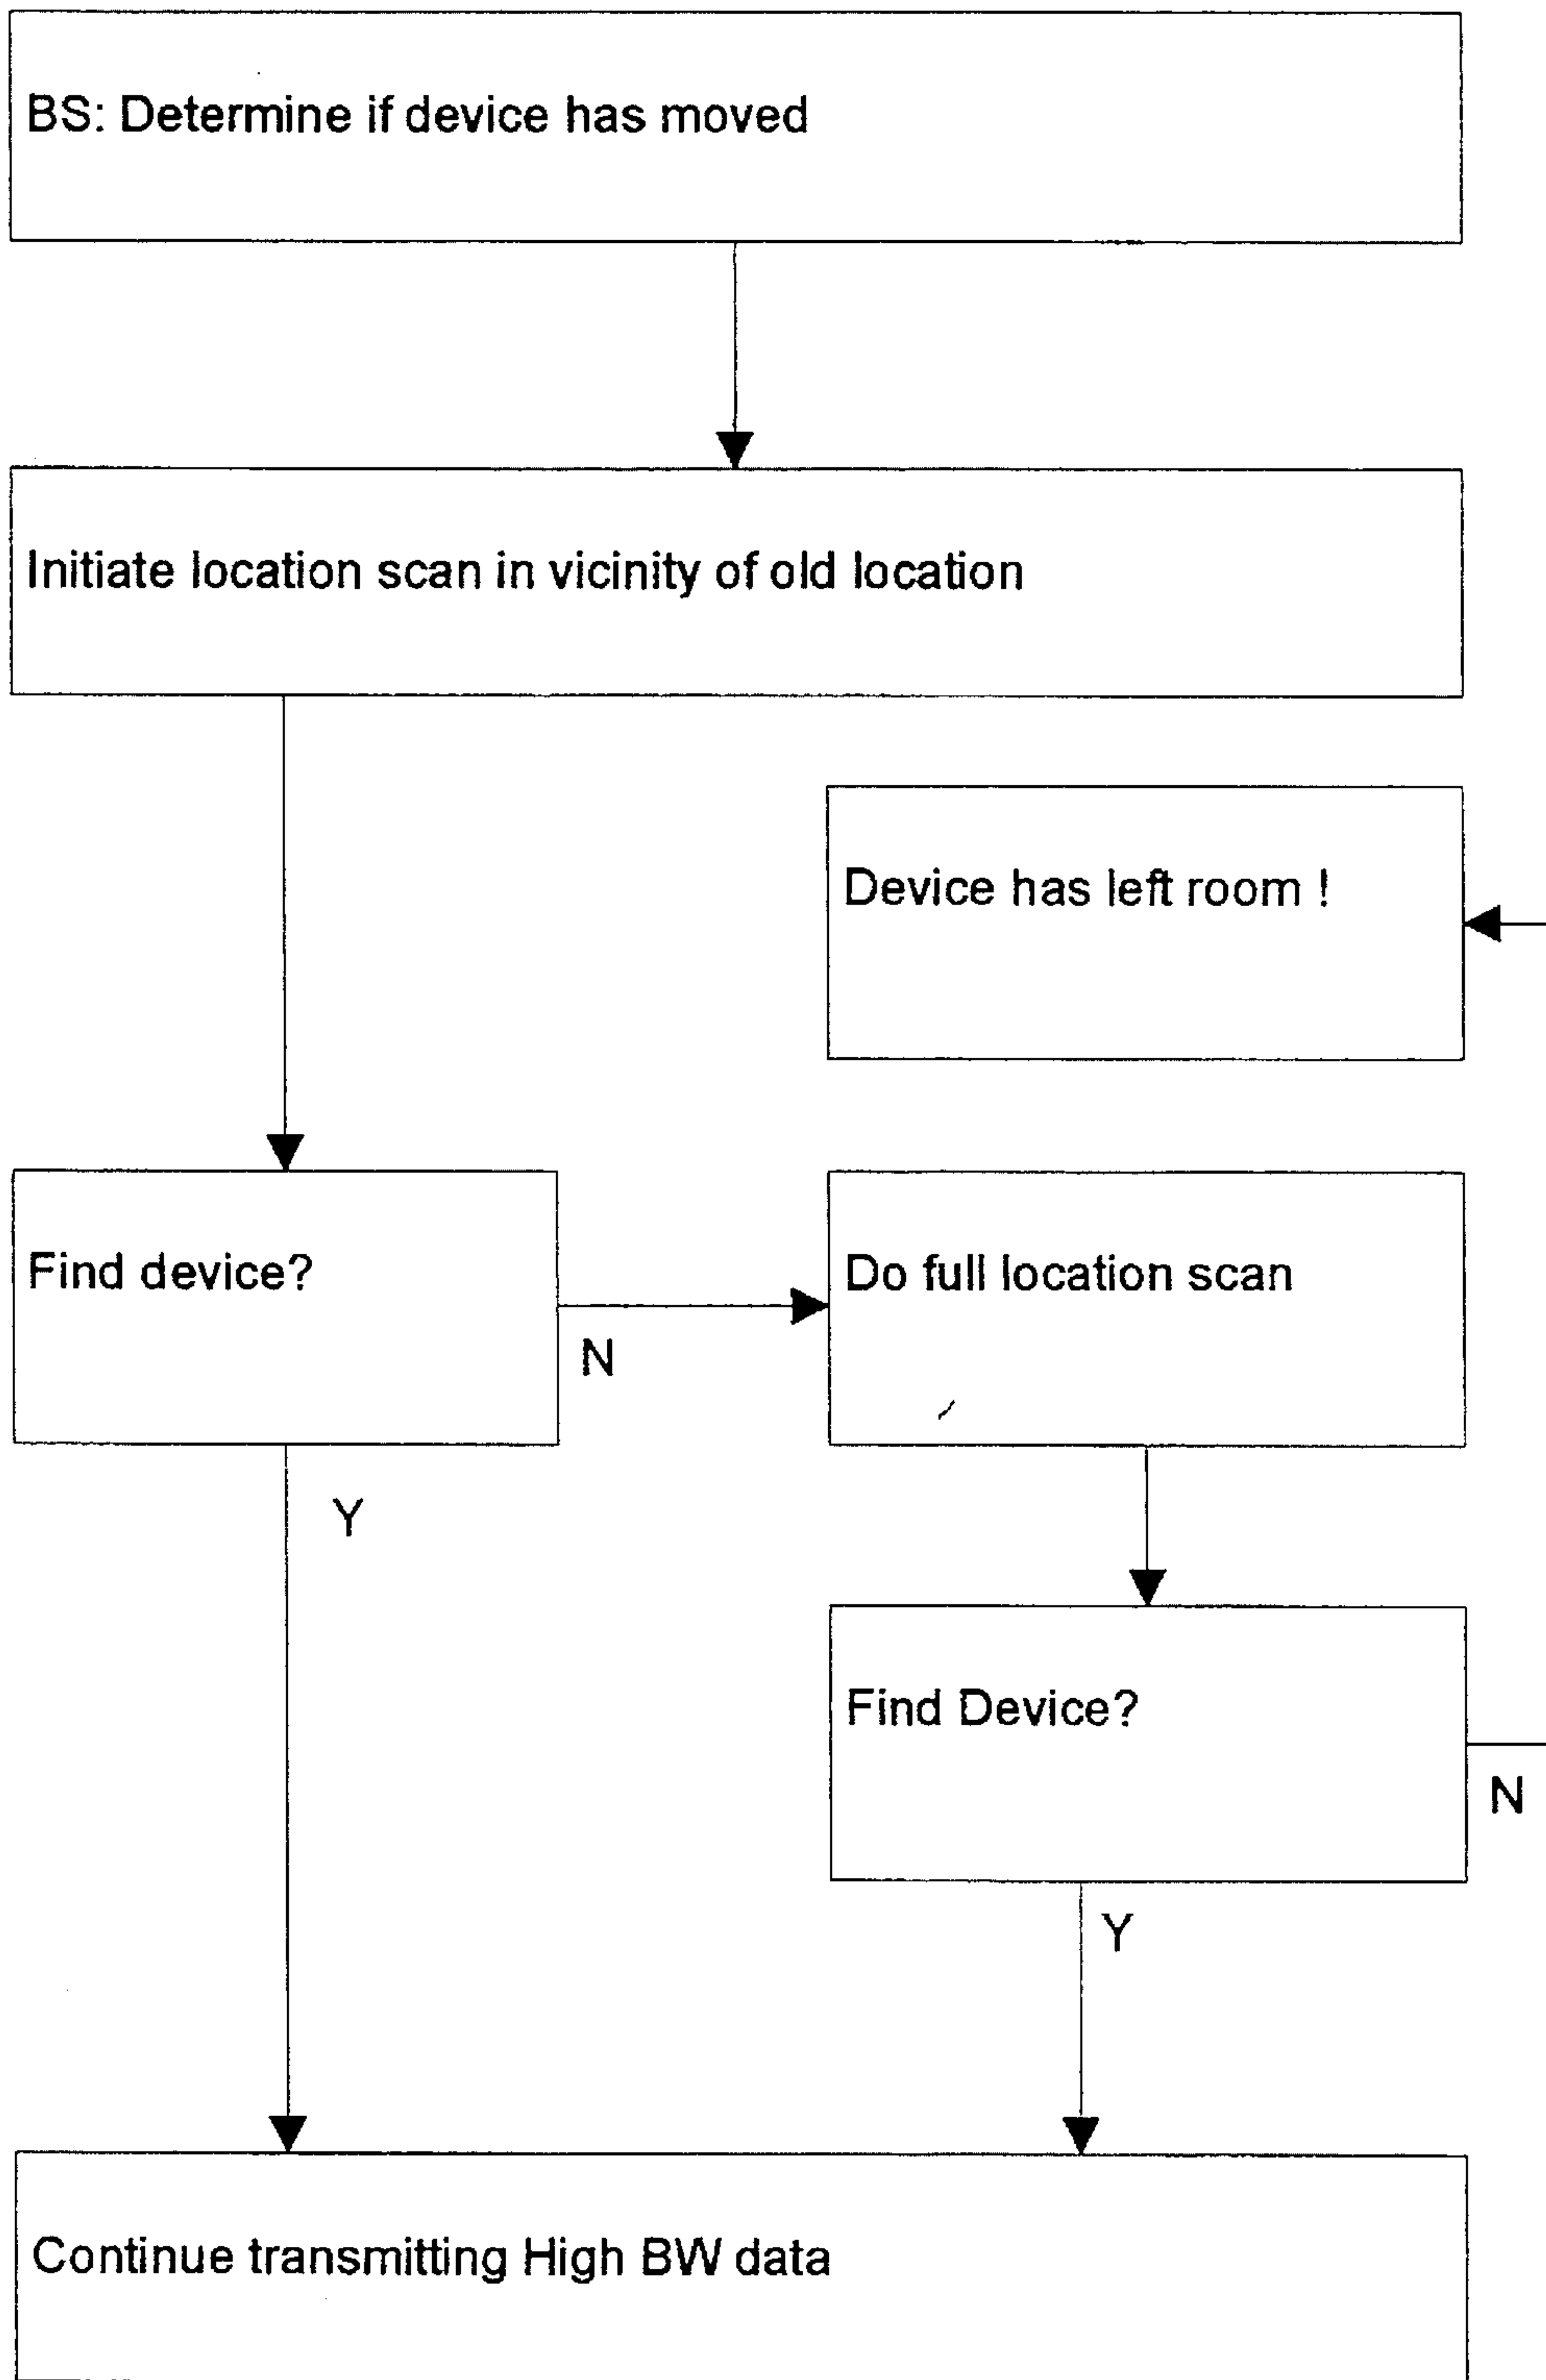 BS: Determine if device has moved
Initiate location scan in vicinity of old location
Device has left room !
Find device?
N
Do full location scan
Y
Find Device?
N
Y
Continue transmitting High BW data